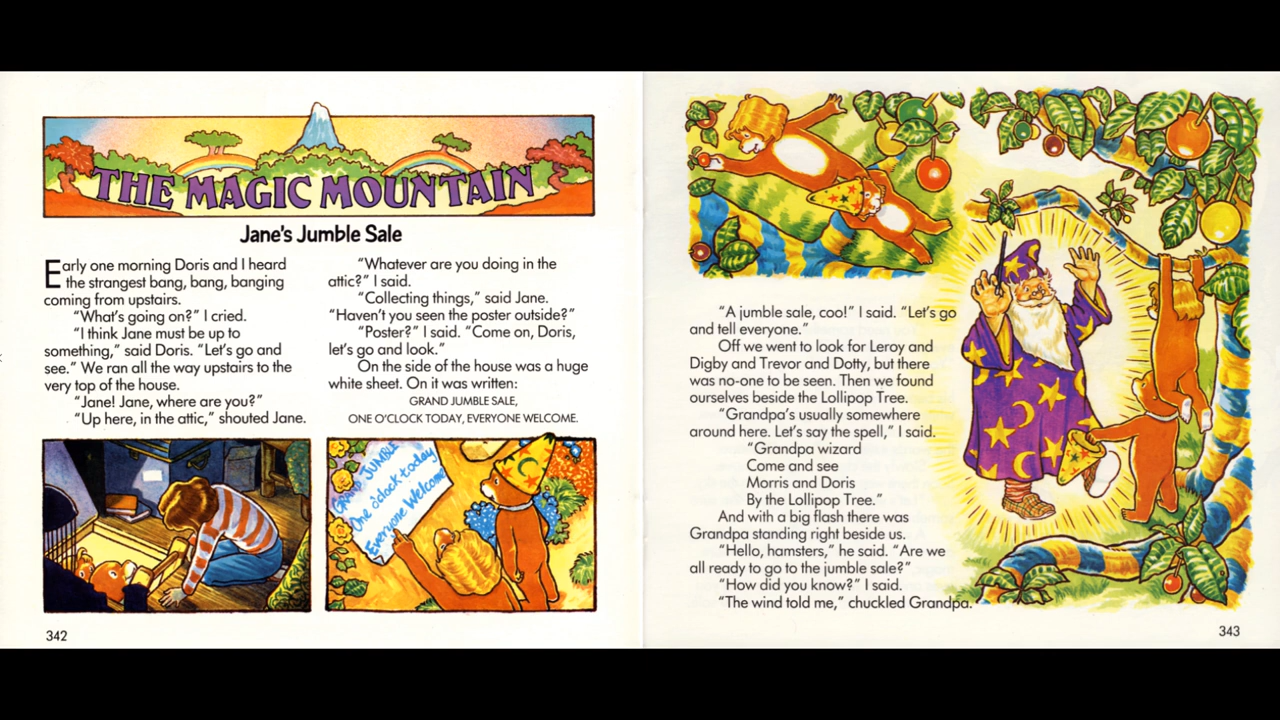 THE MAGIC MOUNTAIN
Jane's Jumble Sale
Early one morning Doris and I heard
the strangest bang, bang, banging
coming from upstairs.
“What's going on?” I cried.
“I think Jane must be up to
something,” said Doris. “Let's go and
see.” We ran all the way upstairs to the
very top of the house.
“Jane! Jane, where are you?”
“Up here, in the attic,” shouted Jane.
“Whatever are you doing in the
attic?” I said.
“Collecting things,” said Jane.
“Haven't you seen the poster outside?”
“Poster?” I said. “Come on, Doris,
let's go and look.”
On the side of the house was a huge
white sheet. On it was written:
GRAND JUMBLE SALE,
ONE O'CLOCK TODAY, EVERYONE WELCOME.
GRAND JUMBLE
One o'clock today
Everyone Welcome
342
“A jumble sale, coo!” I said. “Let's go
and tell everyone.”
Off we went to look for Leroy and
Digby and Trevor and Dotty, but there
was no-one to be seen. Then we found
ourselves beside the Lollipop Tree.
“Grandpa's usually somewhere
around here. Let's say the spell,” I said.
“Grandpa wizard
Come and see
Morris and Doris
By the Lollipop Tree.”
And with a big flash there was
Grandpa standing right beside us.
“Hello, hamsters,” he said. “Are we
all ready to go to the jumble sale?”
“How did you know?” I said.
“The wind told me,” chuckled Grandpa.
343